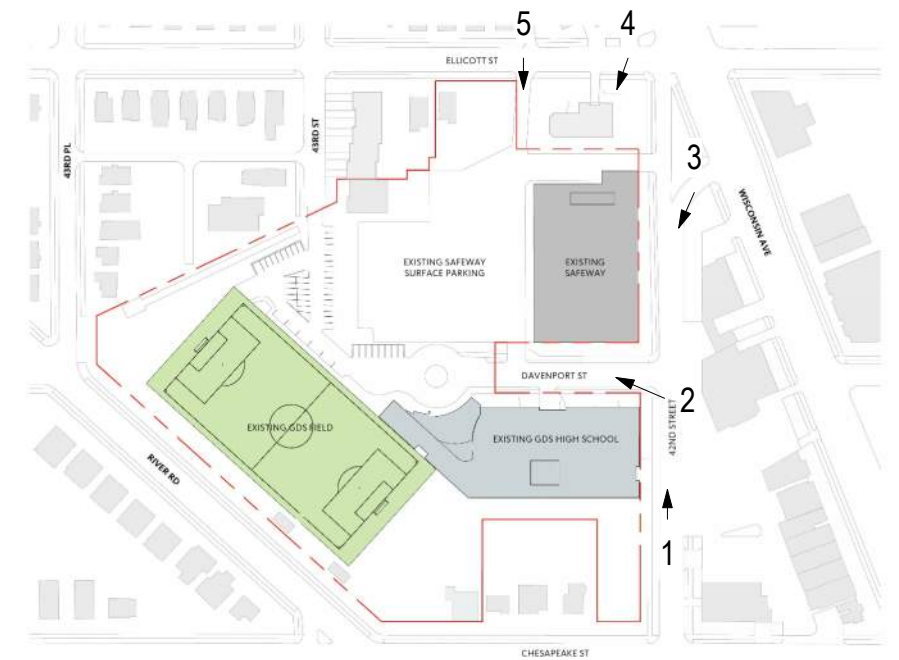 5
4
ELLICOTT ST
43RD ST
43RD PL
3
WISCONSIN AVE
EXISTING SAFEWAY
SURFACE PARKING
EXISTING
SAFEWAY
DAVENPORT ST
2
42ND STREET
EXISTING GDS FIELD
EXISTING GDS HIGH SCHOOL
RIVER RD
1
CHESAPEAKE ST